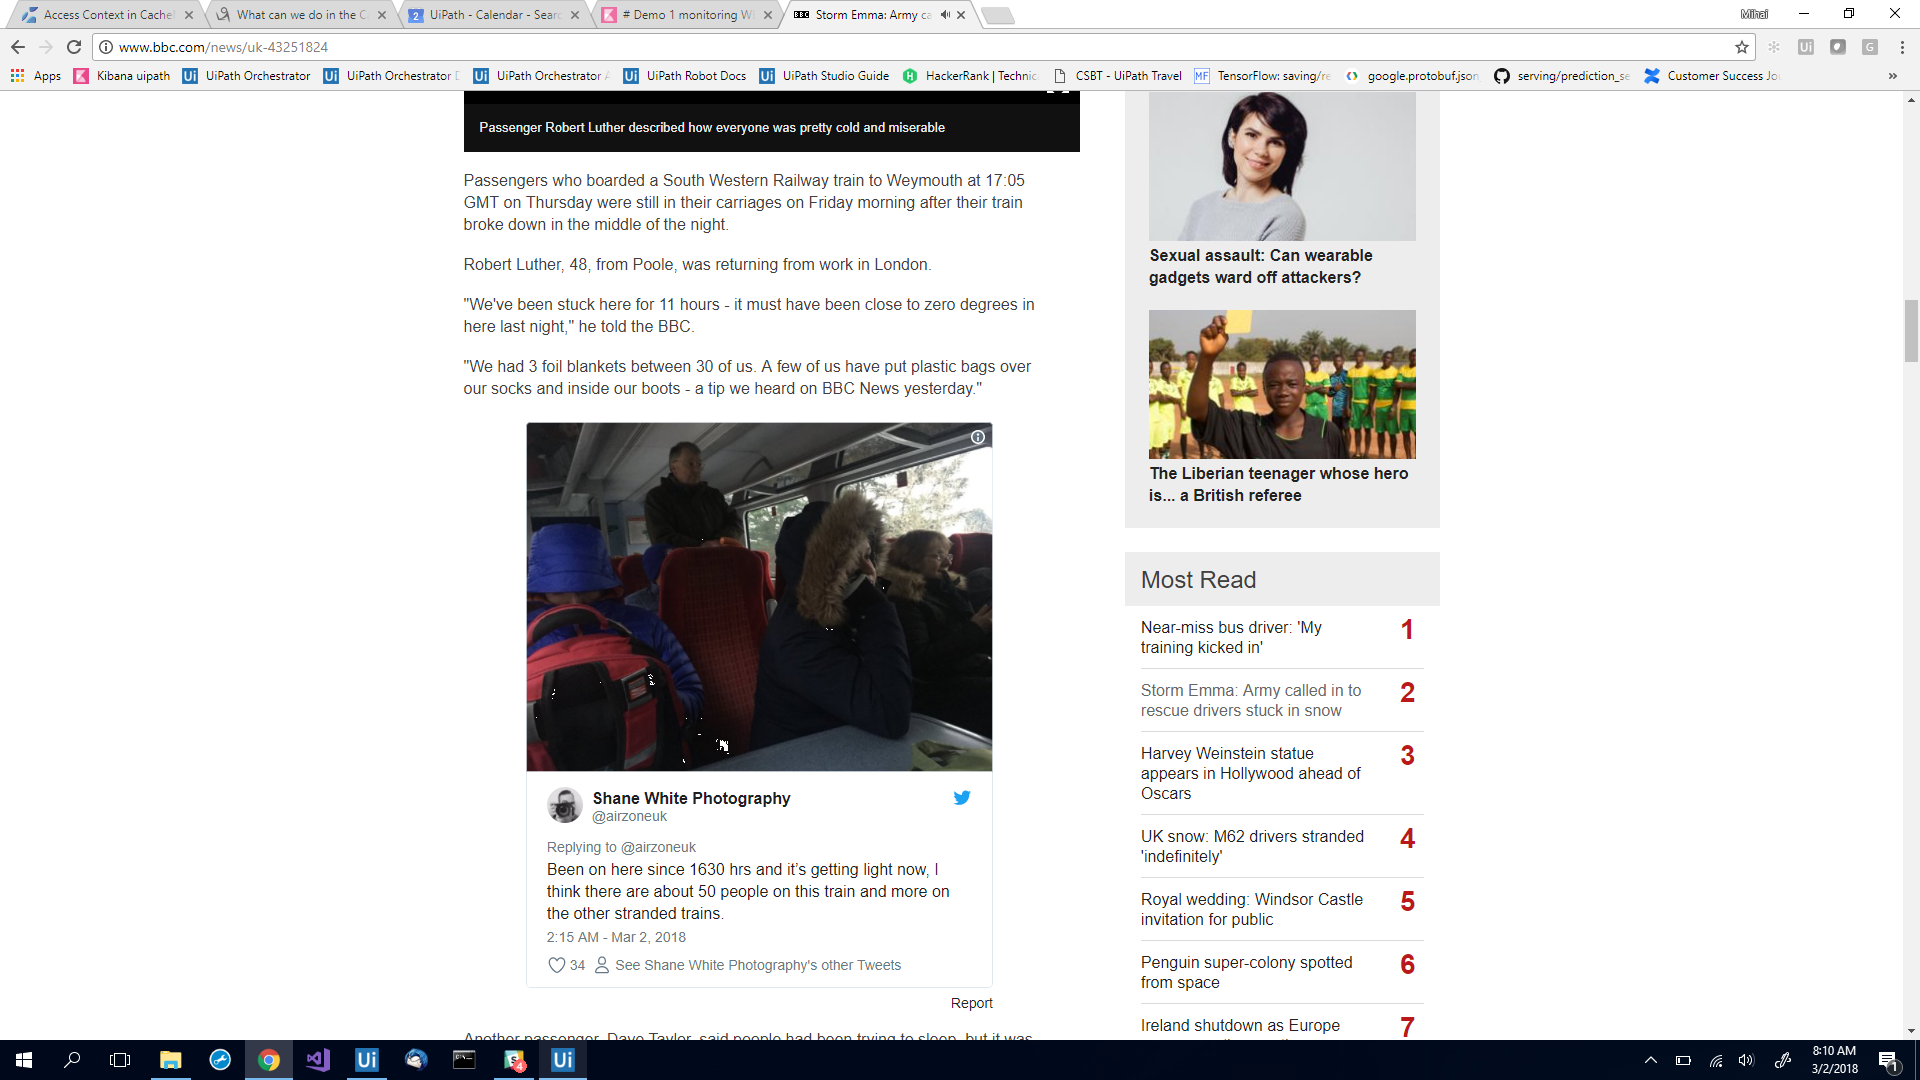 Access Context in Cache
What can we do in the C
UiPath - Calendar - Sear
# Demo 1 monitoring W
BBC
Storm Emma: Army ca
Mihai
www.bbc.com/news/uk-43251824
Apps
Kibana uipath
UiPath Orchestrator
UiPath Orchestrator
UiPath Orchestrator
UiPath Robot Docs
UiPath Studio Guide
HackerRank | Technic
CSBT - UiPath Travel
MF TensorFlow: saving/re
google.protobuf.json
serving/prediction_se
Customer Success Jou
»
Passenger Robert Luther described how everyone was pretty cold and miserable
Passengers who boarded a South Western Railway train to Weymouth at 17:05
GMT on Thursday were still in their carriages on Friday morning after their train
broke down in the middle of the night.
Robert Luther, 48, from Poole, was returning from work in London.
"We've been stuck here for 11 hours - it must have been close to zero degrees in
here last night," he told the BBC.
"We had 3 foil blankets between 30 of us. A few of us have put plastic bags over
our socks and inside our boots - a tip we heard on BBC News yesterday."
Shane White Photography
@airzoneuk
Replying to @airzoneuk
Been on here since 1630 hrs and it’s getting light now, I
think there are about 50 people on this train and more on
the other stranded trains.
2:15 AM - Mar 2, 2018
34 See Shane White Photography's other Tweets
Report
Another passenger, Dave Taylor, said people had been trying to sleep, but it was
Sexual assault: Can wearable
gadgets ward off attackers?
The Liberian teenager whose hero
is... a British referee
Most Read
Near-miss bus driver: 'My
training kicked in'
1
Storm Emma: Army called in to
rescue drivers stuck in snow
2
Harvey Weinstein statue
appears in Hollywood ahead of
Oscars
3
UK snow: M62 drivers stranded
'indefinitely'
4
Royal wedding: Windsor Castle
invitation for public
5
Penguin super-colony spotted
from space
6
Ireland shutdown as Europe
7
Ui
Ui
4
8:10 AM
3/2/2018
1